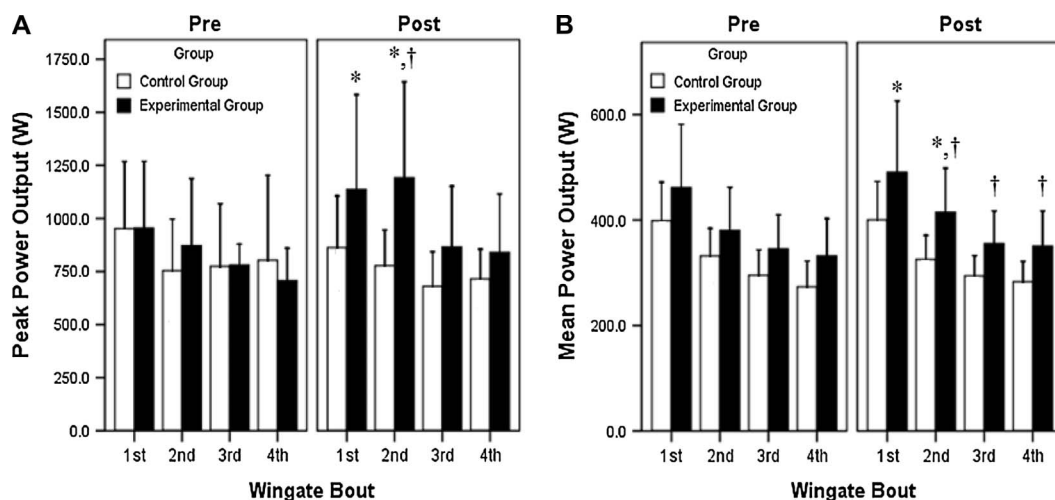 A
Pre
Post
Peak Power Output (W)
1750.0
1500.0
1250.0
1000.0
750.0
500.0
250.0
0.0
Group
Control Group
Experimental Group
*
*,†
1st 2nd 3rd 4th
1st 2nd 3rd 4th
Wingate Bout
B
Pre
Post
Mean Power Output (W)
600.0
400.0
200.0
0.0
Group
Control Group
Experimental Group
*
*,†
†
†
1st 2nd 3rd 4th
1st 2nd 3rd 4th
Wingate Bout